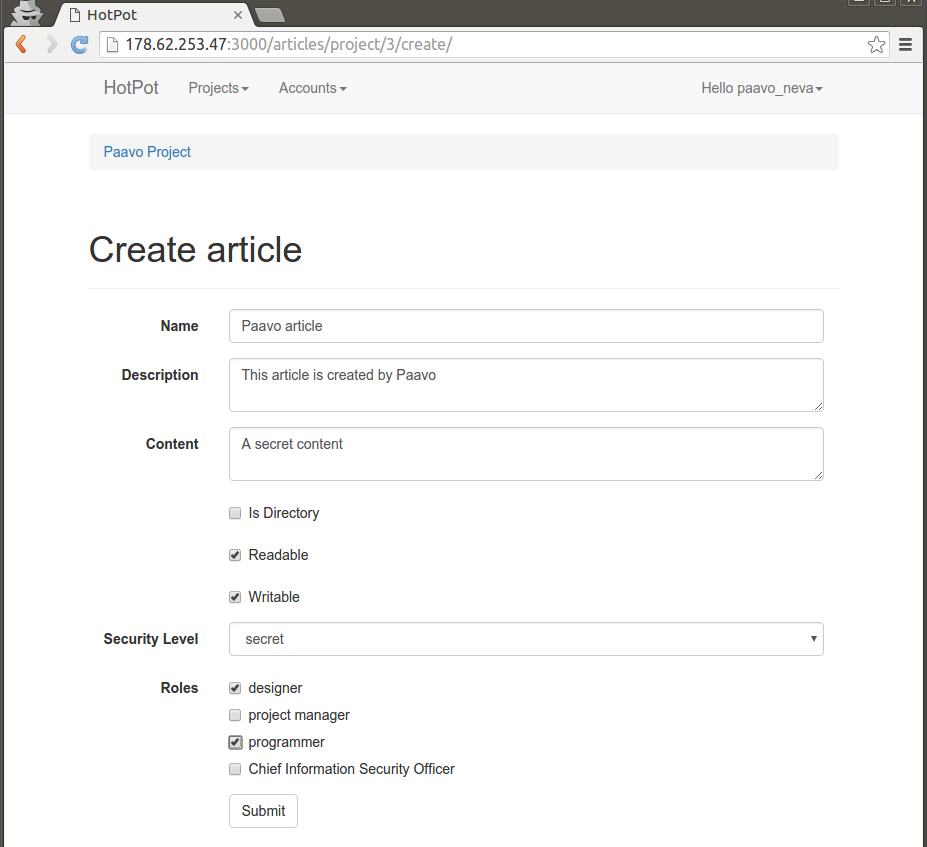 HotPot
178.62.253.47:3000/articles/project/3/create/
HotPot Projects Accounts Hello paavo_neva
Paavo Project
Create article
Name Paavo article
Description This article is created by Paavo
Content A secret content
Is Directory
Readable
Writable
Security Level secret
Roles designer
project manager
programmer
Chief Information Security Officer
Submit